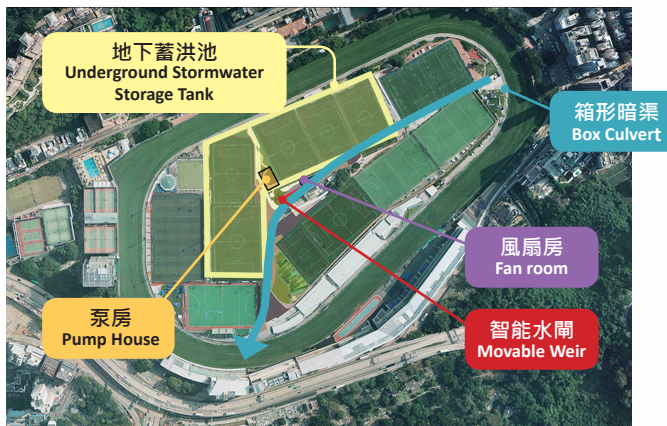 地下蓄洪池
Underground Stormwater
Storage Tank
箱形暗渠
Box Culvert
風扇房
Fan room
泵房
Pump House
智能水閘
Movable Weir